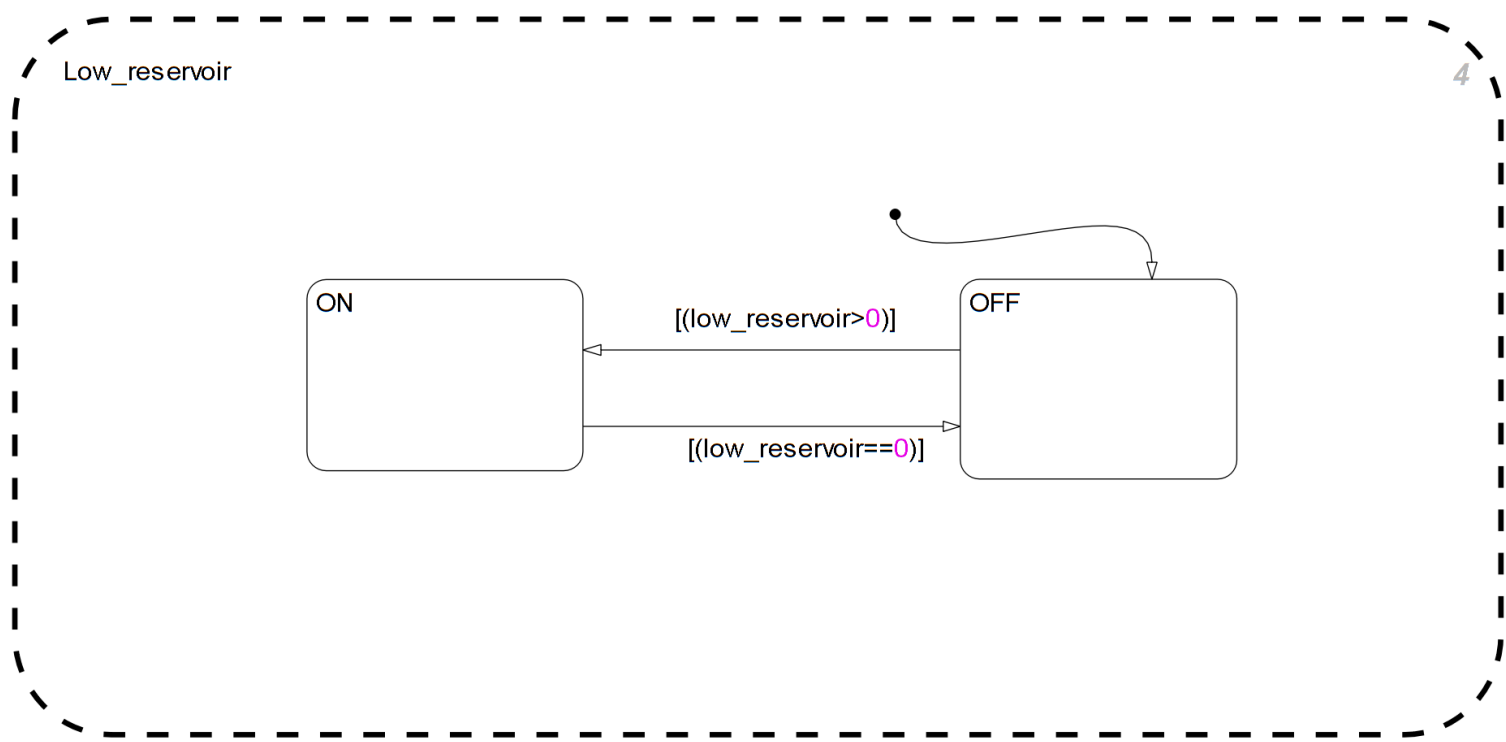 Low_reservoir
4
ON
[(low_reservoir>0)]
OFF
[(low_reservoir==0)]